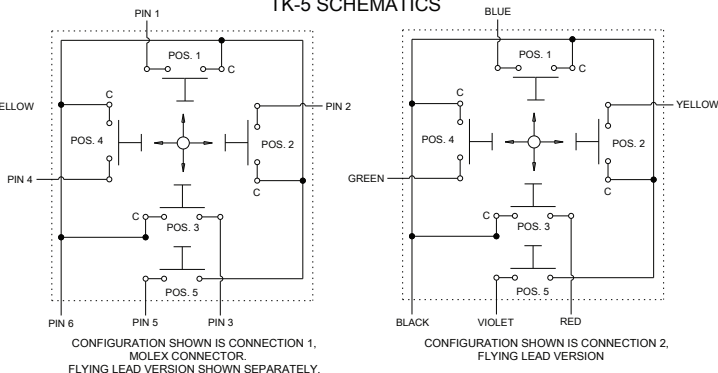 TK-5 SCHEMATICS
PIN 1
POS. 1
C
C
PIN 2
POS. 4
POS. 2
PIN 4
C
C
POS. 3
POS. 5
PIN 6
PIN 5
PIN 3
CONFIGURATION SHOWN IS CONNECTION 1,
MOLEX CONNECTOR.
FLYING LEAD VERSION SHOWN SEPARATELY.
ELLOW
BLUE
POS. 1
C
C
YELLOW
POS. 4
POS. 2
GREEN
C
C
POS. 3
POS. 5
BLACK
VIOLET
RED
CONFIGURATION SHOWN IS CONNECTION 2,
FLYING LEAD VERSION